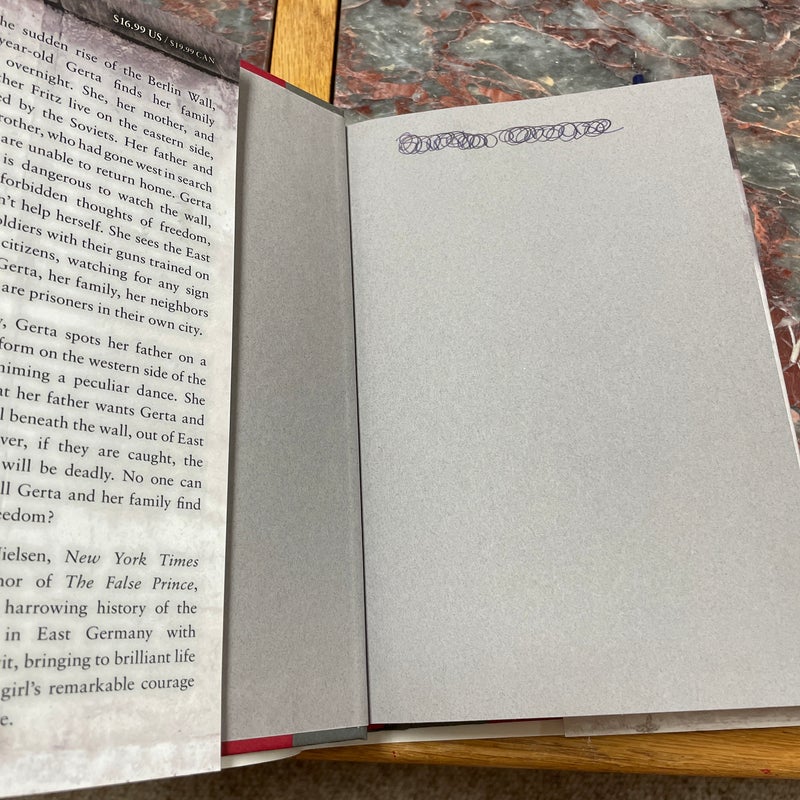 $16.99 US / $19.99 CAN
he sudden rise of the Berlin Wall,
year-old Gerta finds her family
overnight. She, her mother, and
ther Fritz live on the eastern side,
ed by the Soviets. Her father and
rother, who had gone west in search
are unable to return home. Gerta
is dangerous to watch the wall,
forbidden thoughts of freedom,
n't help herself. She sees the East
oldiers with their guns trained on
citizens, watching for any sign
Gerta, her family, her neighbors
are prisoners in their own city.
y, Gerta spots her father on a
form on the western side of the
miming a peculiar dance. She
at her father wants Gerta and
l beneath the wall, out of East
ver, if they are caught, the
will be deadly. No one can
ll Gerta and her family find
eedom?
Nielsen, New York Times
hor of The False Prince,
harrowing history of the
in East Germany with
rit, bringing to brilliant life
girl's remarkable courage
e.